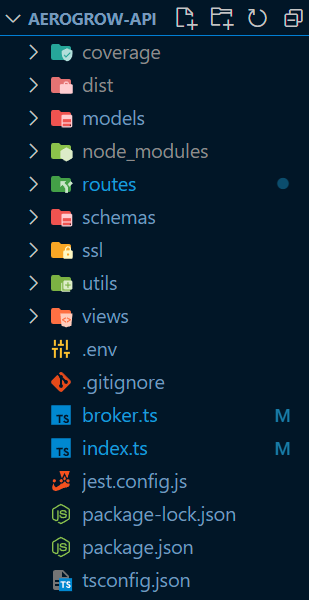 AEROGROW-API
coverage
dist
models
node_modules
routes
schemas
ssl
utils
views
.env
.gitignore
TS broker.ts M
TS index.ts M
jest.config.js
JS package-lock.json
JS package.json
TS tsconfig.json